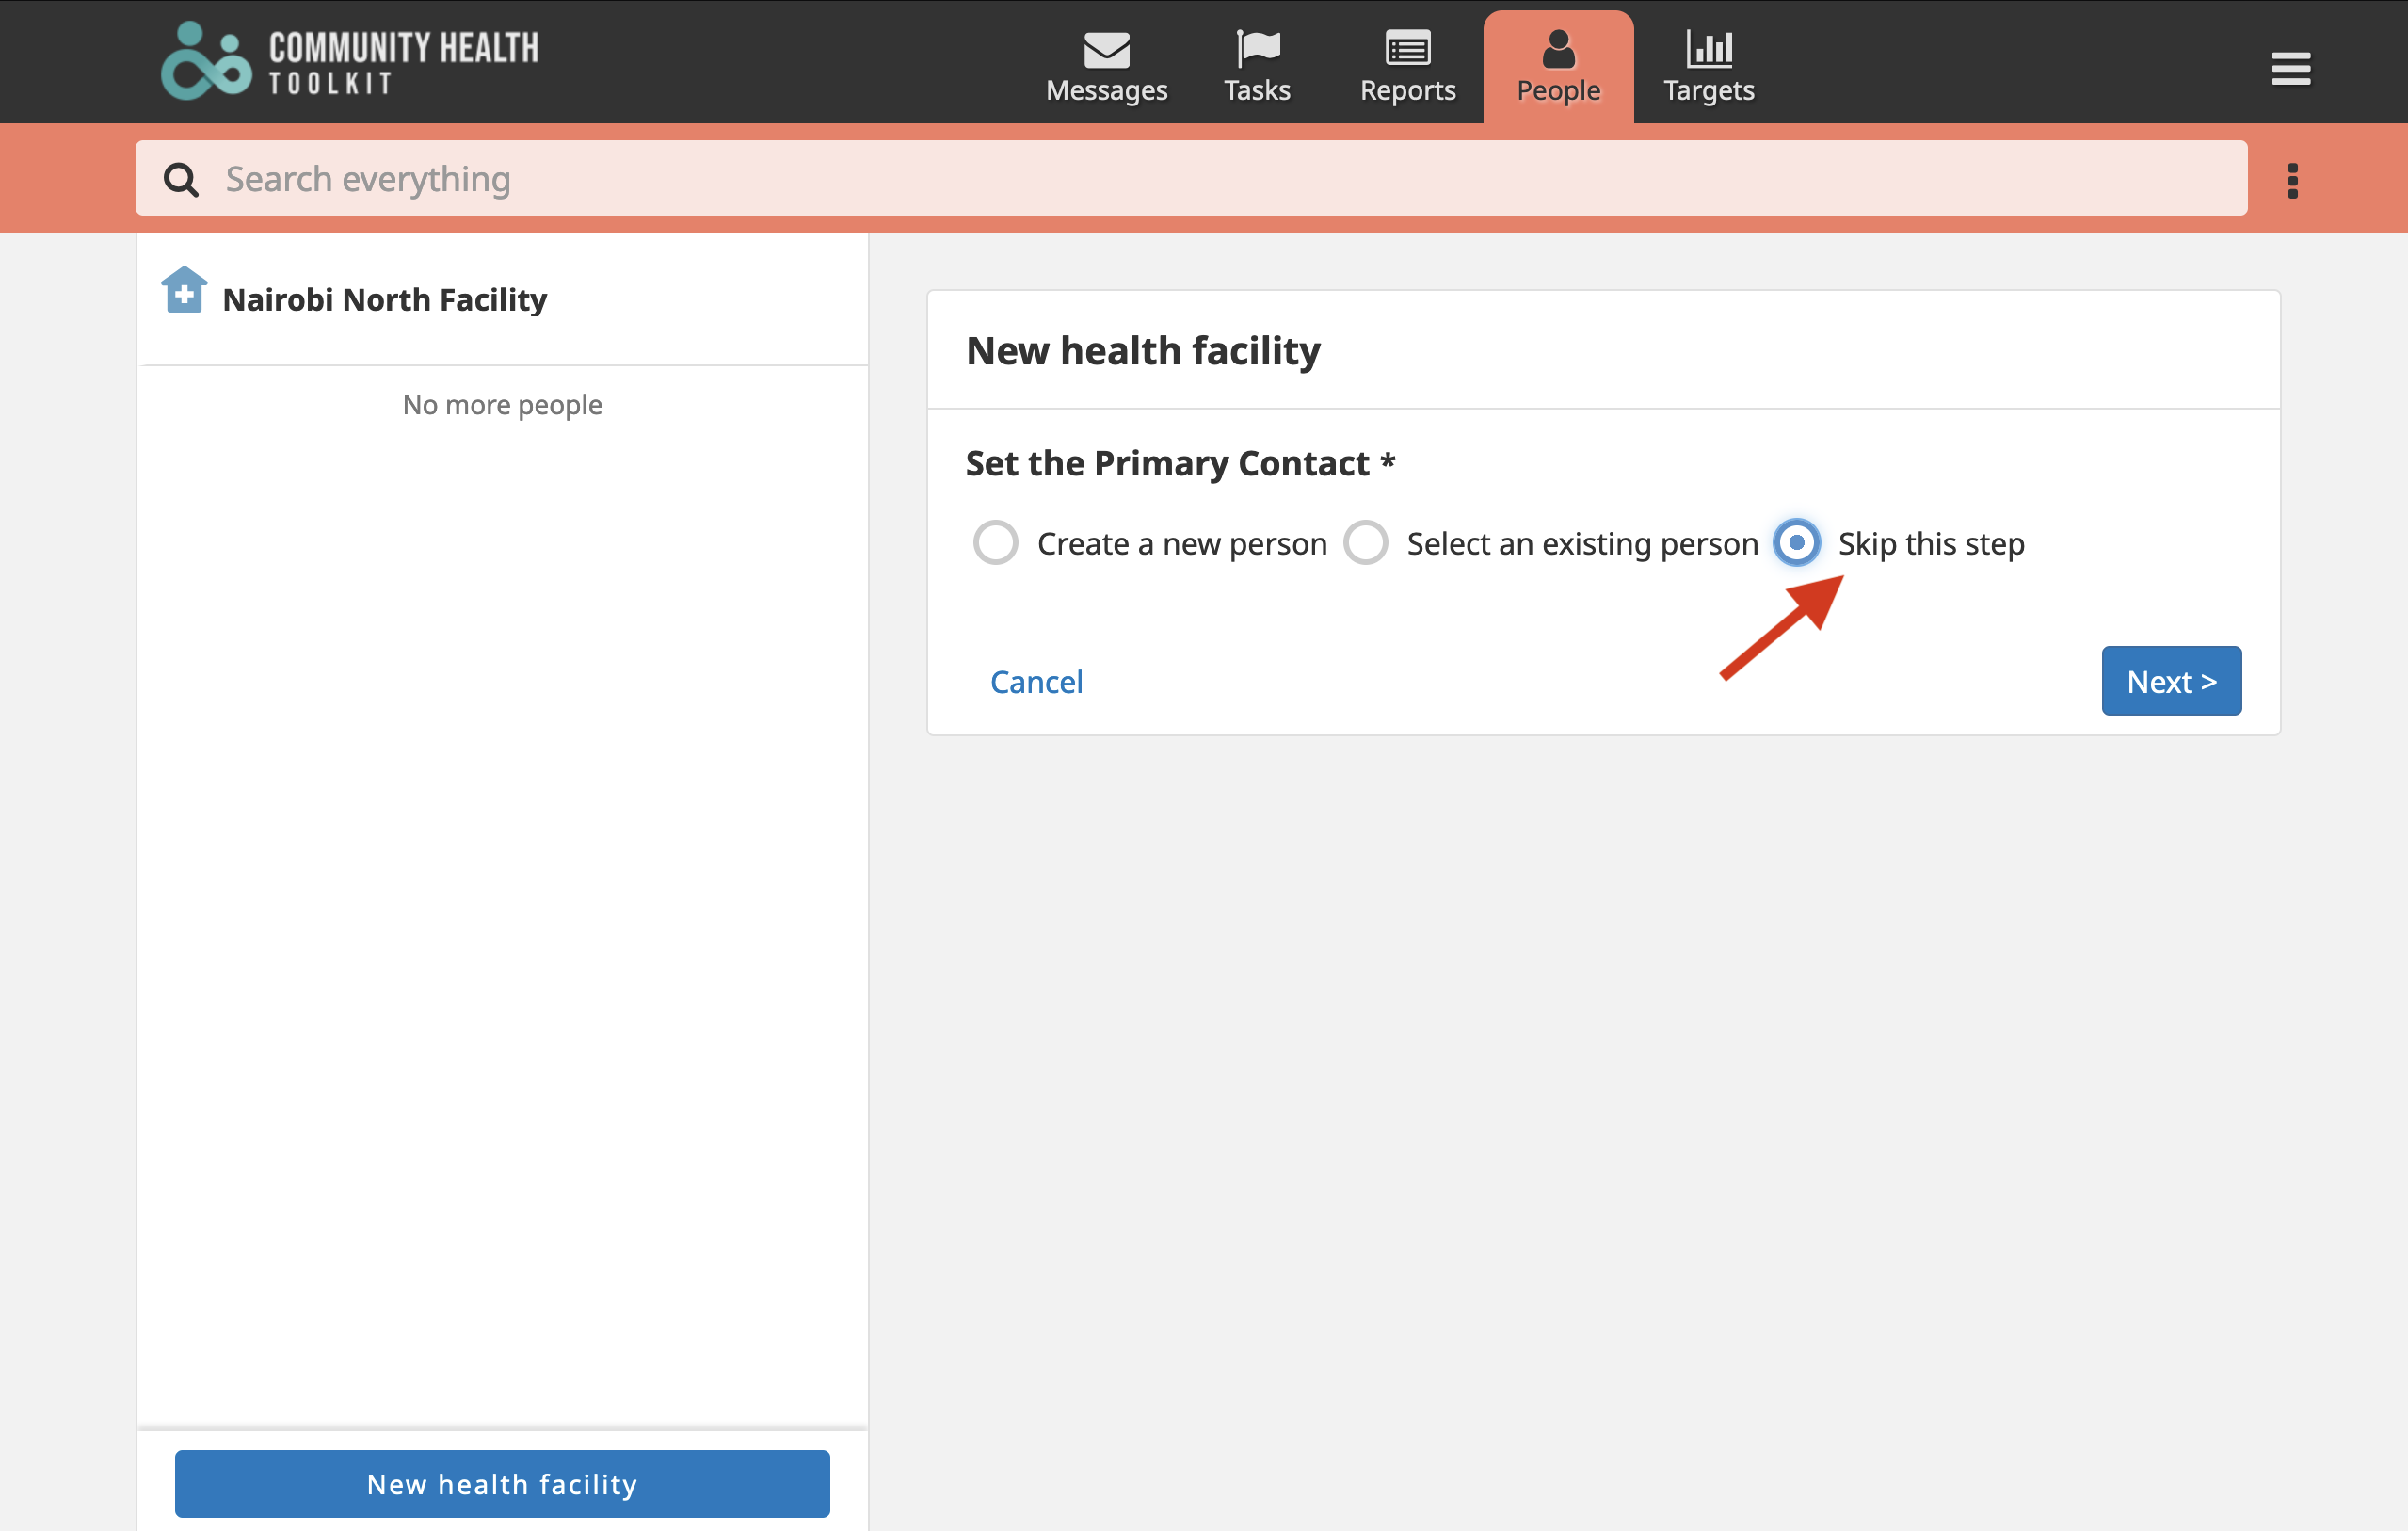 COMMUNITY HEALTH
TOOLKIT
Messages
Tasks
Reports
People
Targets
Search everything
Nairobi North Facility
No more people
New health facility
New health facility
Set the Primary Contact *
Create a new person
Select an existing person
Skip this step
Cancel
Next >